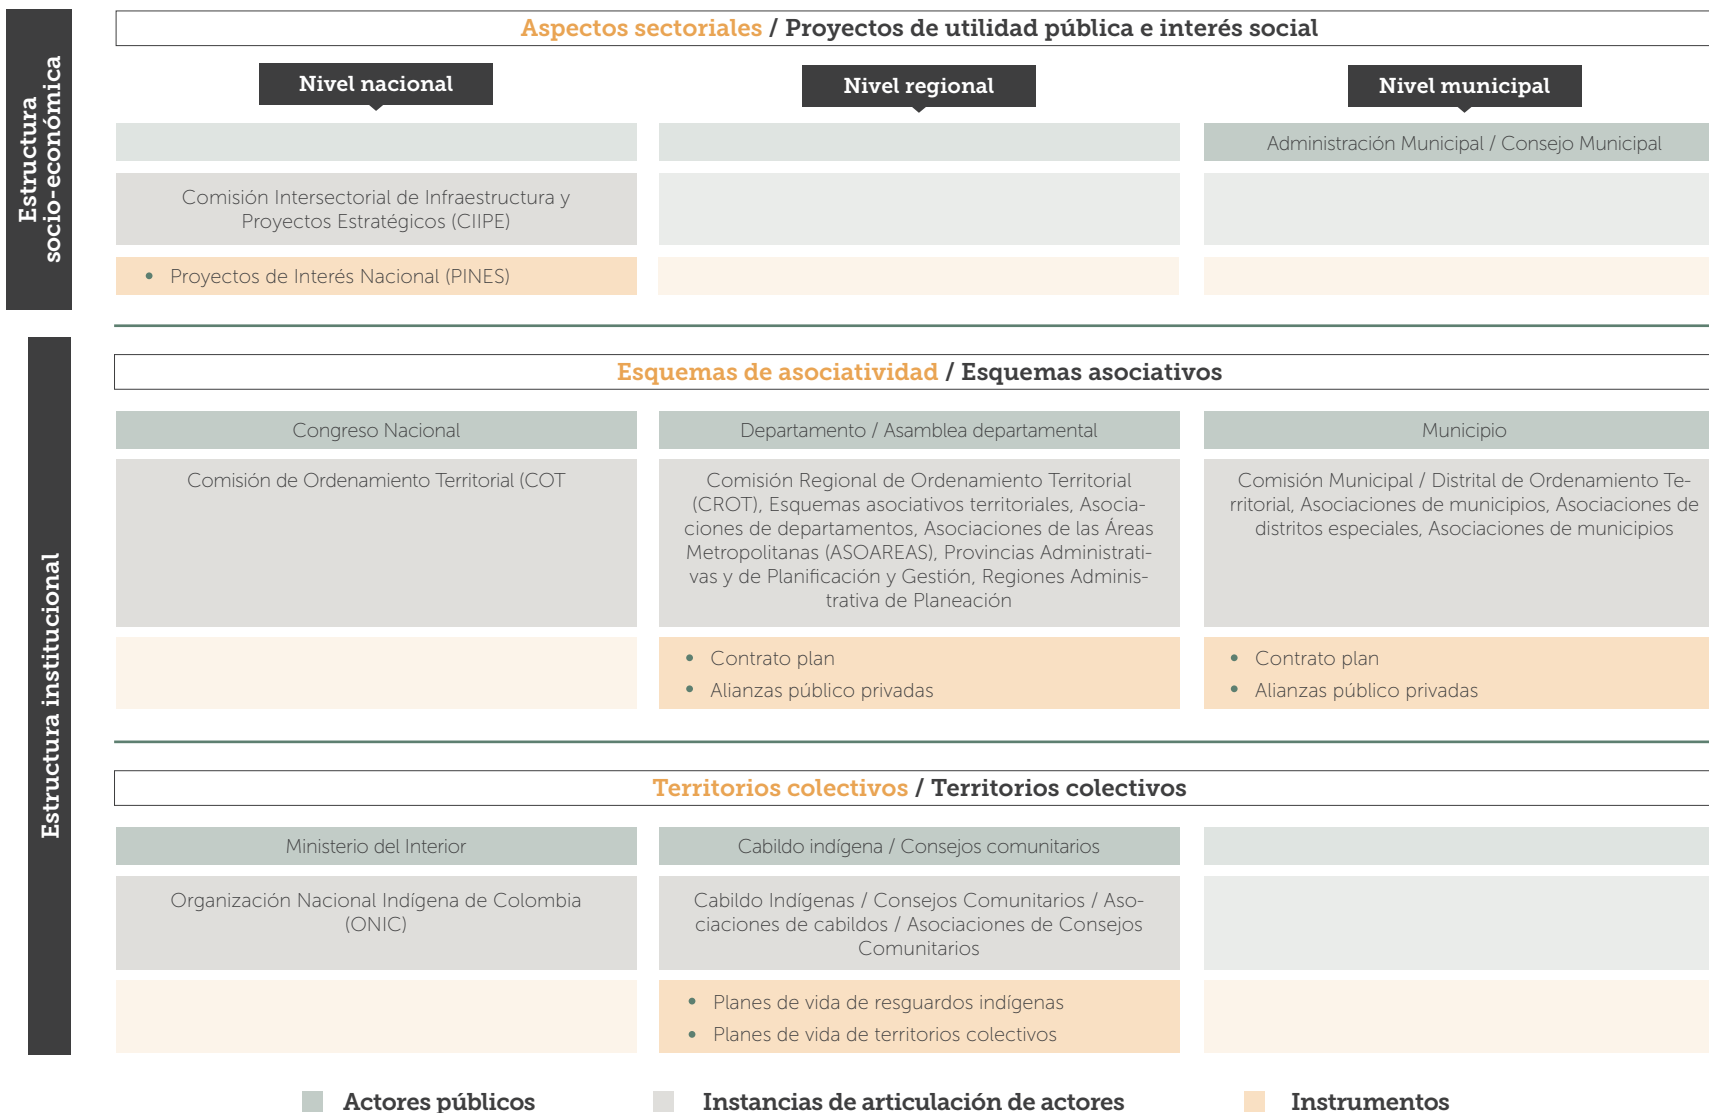 Estructura
socio-económica
Aspectos sectoriales / Proyectos de utilidad pública e interés social
Nivel nacional
Nivel regional
Nivel municipal
Administración Municipal / Consejo Municipal
Comisión Intersectorial de Infraestructura y
Proyectos Estratégicos (CIIPE)
• Proyectos de Interés Nacional (PINES)
Estructura institucional
Esquemas de asociatividad / Esquemas asociativos
Congreso Nacional
Departamento / Asamblea departamental
Municipio
Comisión de Ordenamiento Territorial (COT
Comisión Regional de Ordenamiento Territorial
(CROT), Esquemas asociativos territoriales, Asocia-
ciones de departamentos, Asociaciones de las Áreas
Metropolitanas (ASOAREAS), Provincias Administrati-
vas y de Planificación y Gestión, Regiones Adminis-
trativa de Planeación
Comisión Municipal / Distrital de Ordenamiento Te-
rritorial, Asociaciones de municipios, Asociaciones de
distritos especiales, Asociaciones de municipios
• Contrato plan
• Alianzas público privadas
• Contrato plan
• Alianzas público privadas
Territorios colectivos / Territorios colectivos
Ministerio del Interior
Cabildo indígena / Consejos comunitarios
Organización Nacional Indígena de Colombia
(ONIC)
Cabildo Indígenas / Consejos Comunitarios / Aso-
ciaciones de cabildos / Asociaciones de Consejos
Comunitarios
• Planes de vida de resguardos indígenas
• Planes de vida de territorios colectivos
Actores públicos
Instancias de articulación de actores
Instrumentos